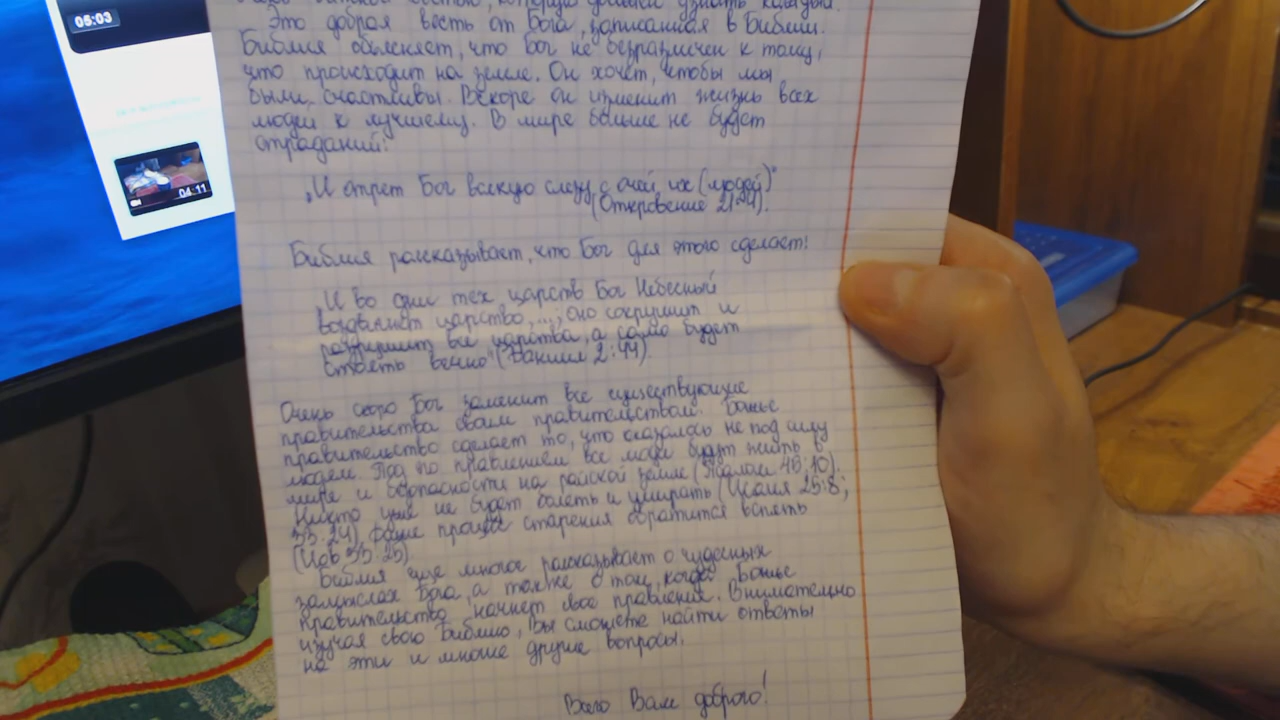 05:03
04:11
которую должен узнать каждый.
Это добрая весть от Бога, записанная в Библии.
Библия объясняет, что Бог не безразличен к тому,
что происходит на земле. Он хочет, чтобы мы
были счастливы. Вскоре он изменит жизнь всех
людей к лучшему. В мире больше не будет
страданий:
„И отрет Бог всякую слезу с очей их (людей)"
(Откровение 21:4).
Библия рассказывает, что Бог для этого сделает:
„И во дни тех царств Бог Небесный
воздвигнет царство, ...; оно сокрушит и
разрушит все царства, а само будет
стоять вечно" (Даниил 2:44)
Очень скоро Бог заменит все существующие
правительства своим правительством. Божье
правительство сделает то, что оказалось не под силу
людям. Под его правлением все люди будут жить в
мире и безопасности на райской земле (Псалом 45:10).
Никто уже не будет болеть и умирать (Исаия 25:8;
33:24). Даже процесс старения обратится вспять
(Иов 33:25).
Библия еще многое рассказывает о чудесных
замыслах Бога, а также о том, когда Божье
правительство начнет свое правление. Внимательно
изучая свою Библию, Вы сможете найти ответы
на эти и многие другие вопросы.
Всего Вам доброго!